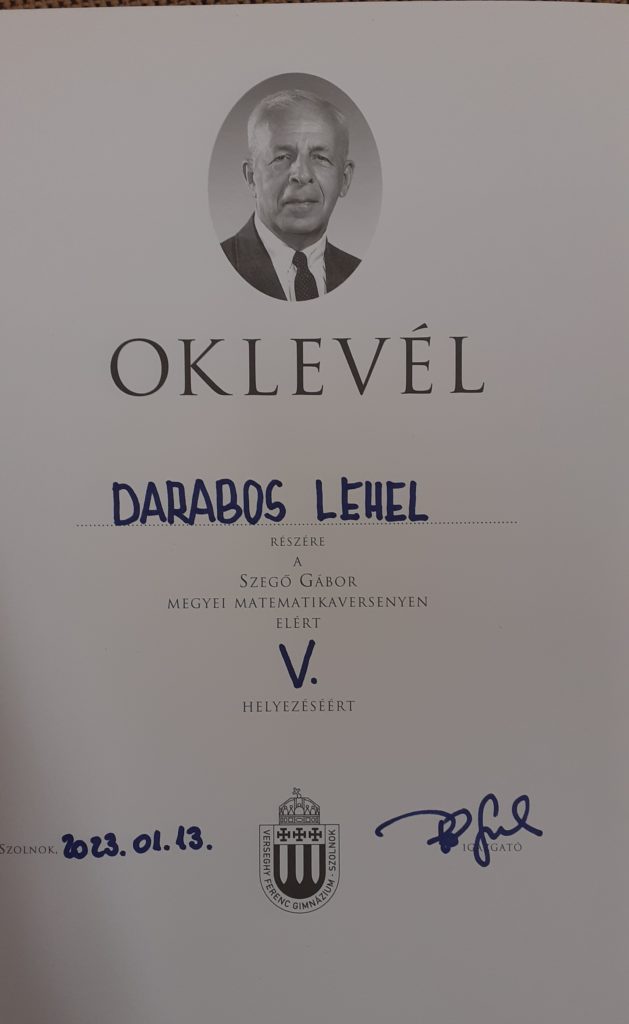 OKLEVÉL
DARABOS LEHEL
RÉSZÉRE
A
SZEGŐ GÁBOR
MEGYEI MATEMATIKAVERSENYEN
ELÉRT
V.
HELYEZÉSÉÉRT
SZOLNOK, 2023. 01. 13.
VERSEGHY FERENC GIMNÁZIUM - SZOLNOK
IGAZGATÓ